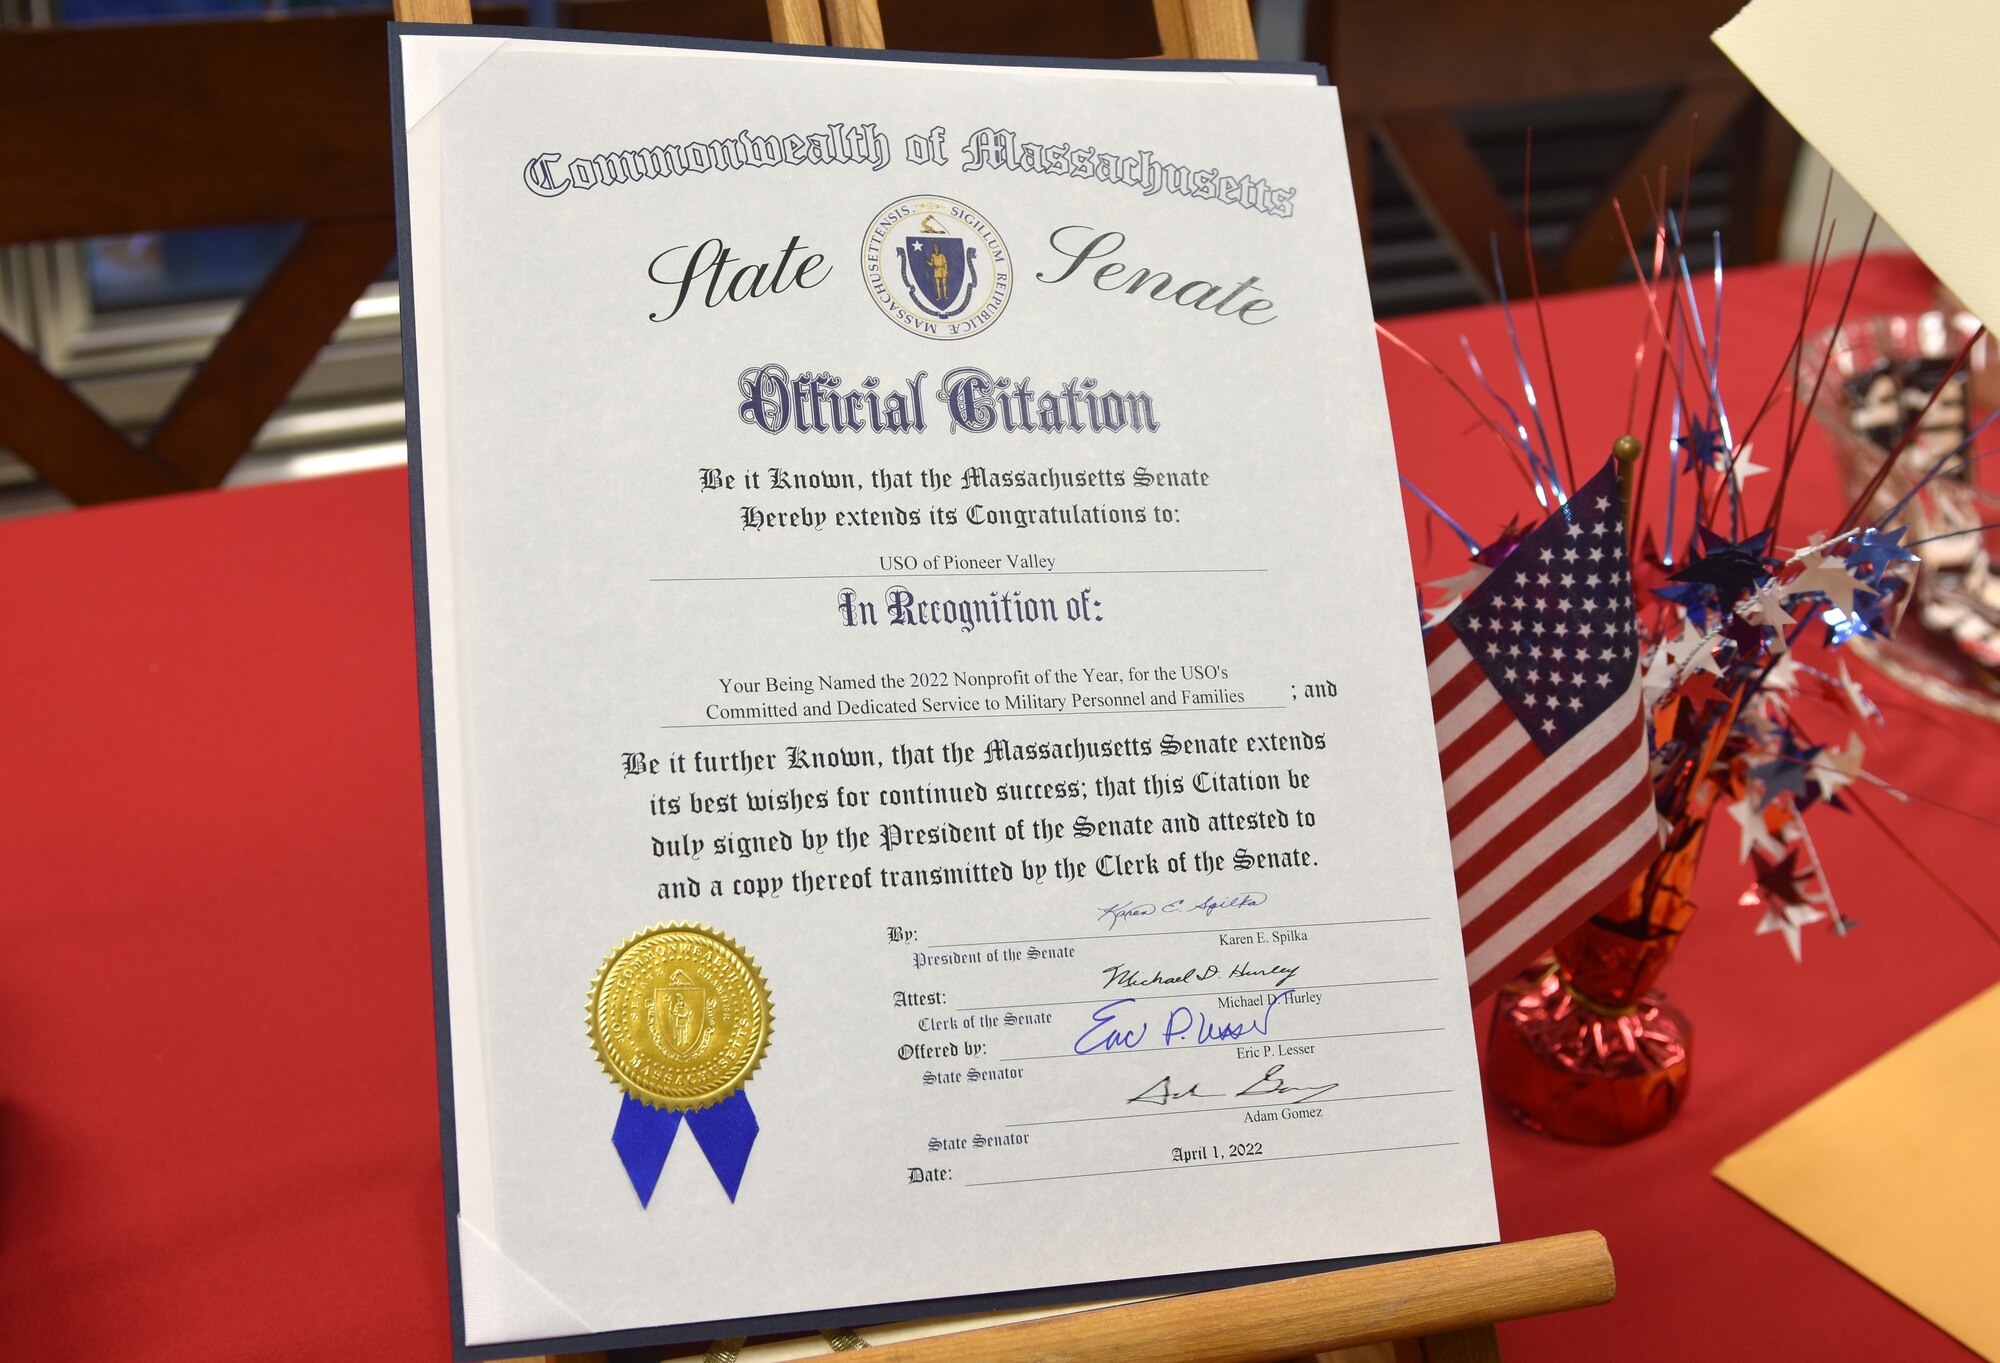 Commonwealth of Massachusetts
State Senate
SIGILLUM REIPUBLICÆ MASSACHUSETTENSIS.
Official Citation
Be it Known, that the Massachusetts Senate
Hereby extends its Congratulations to:
USO of Pioneer Valley
In Recognition of:
Your Being Named the 2022 Nonprofit of the Year, for the USO's
Committed and Dedicated Service to Military Personnel and Families ; and
Be it further Known, that the Massachusetts Senate extends
its best wishes for continued success; that this Citation be
duly signed by the President of the Senate and attested to
and a copy thereof transmitted by the Clerk of the Senate.
Karen E. Spilka
By:
Karen E. Spilka
President of the Senate
Michael D. Hurley
Attest:
Michael D. Hurley
Clerk of the Senate
Eric P. Lesser
Offered by:
Eric P. Lesser
State Senator
Adam Gomez
State Senator
Date: April 1, 2022
COMMONWEALTH OF MASSACHUSETTS
SENATE CHAMBER